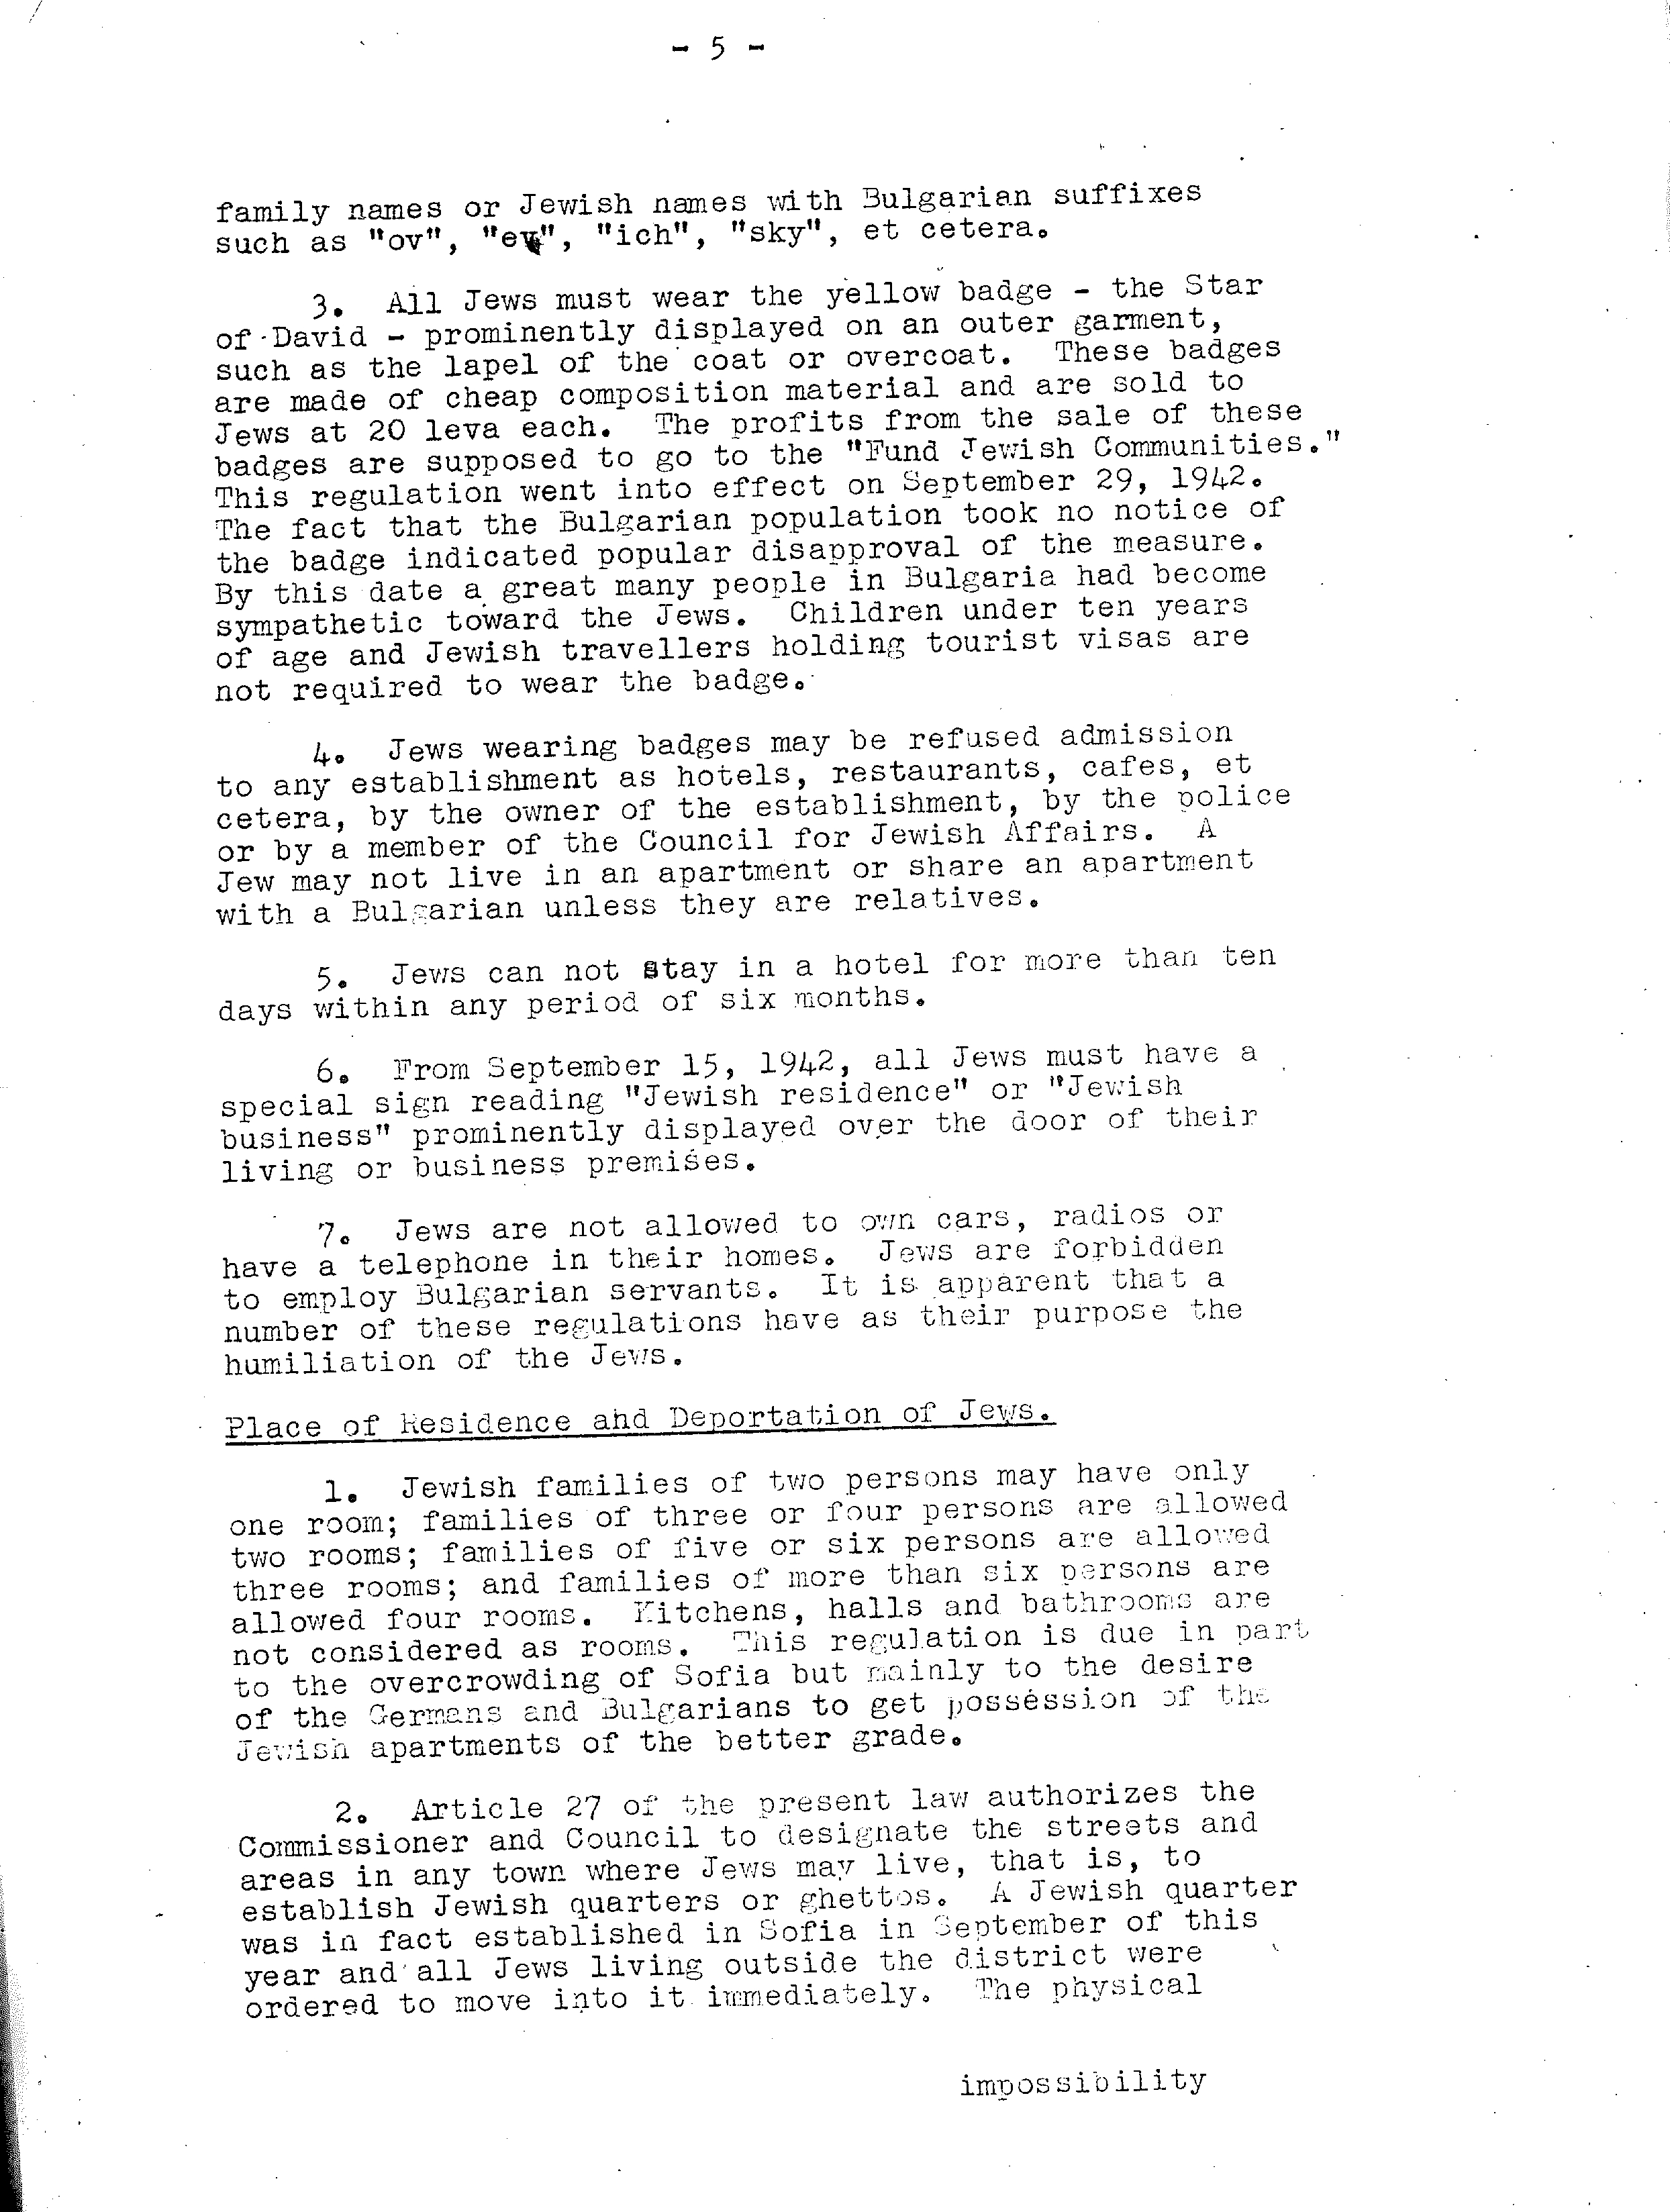 - 5 -
family names or Jewish names with Bulgarian suffixes
such as "ov", "ev", "ich", "sky", et cetera.
3. All Jews must wear the yellow badge - the Star
of David - prominently displayed on an outer garment,
such as the lapel of the coat or overcoat. These badges
are made of cheap composition material and are sold to
Jews at 20 leva each. The profits from the sale of these
badges are supposed to go to the "Fund Jewish Communities."
This regulation went into effect on September 29, 1942.
The fact that the Bulgarian population took no notice of
the badge indicated popular disapproval of the measure.
By this date a great many people in Bulgaria had become
sympathetic toward the Jews. Children under ten years
of age and Jewish travellers holding tourist visas are
not required to wear the badge.
4. Jews wearing badges may be refused admission
to any establishment as hotels, restaurants, cafes, et
cetera, by the owner of the establishment, by the police
or by a member of the Council for Jewish Affairs. A
Jew may not live in an apartment or share an apartment
with a Bulgarian unless they are relatives.
5. Jews can not stay in a hotel for more than ten
days within any period of six months.
6. From September 15, 1942, all Jews must have a
special sign reading "Jewish residence" or "Jewish
business" prominently displayed over the door of their
living or business premises.
7. Jews are not allowed to own cars, radios or
have a telephone in their homes. Jews are forbidden
to employ Bulgarian servants. It is apparent that a
number of these regulations have as their purpose the
humiliation of the Jews.
Place of Residence and Deportation of Jews.
1. Jewish families of two persons may have only
one room; families of three or four persons are allowed
two rooms; families of five or six persons are allowed
three rooms; and families of more than six persons are
allowed four rooms. Kitchens, halls and bathrooms are
not considered as rooms. This regulation is due in part
to the overcrowding of Sofia but mainly to the desire
of the Germans and Bulgarians to get possession of the
Jewish apartments of the better grade.
2. Article 27 of the present law authorizes the
Commissioner and Council to designate the streets and
areas in any town where Jews may live, that is, to
establish Jewish quarters or ghettos. A Jewish quarter
was in fact established in Sofia in September of this
year and all Jews living outside the district were
ordered to move into it immediately. The physical
impossibility